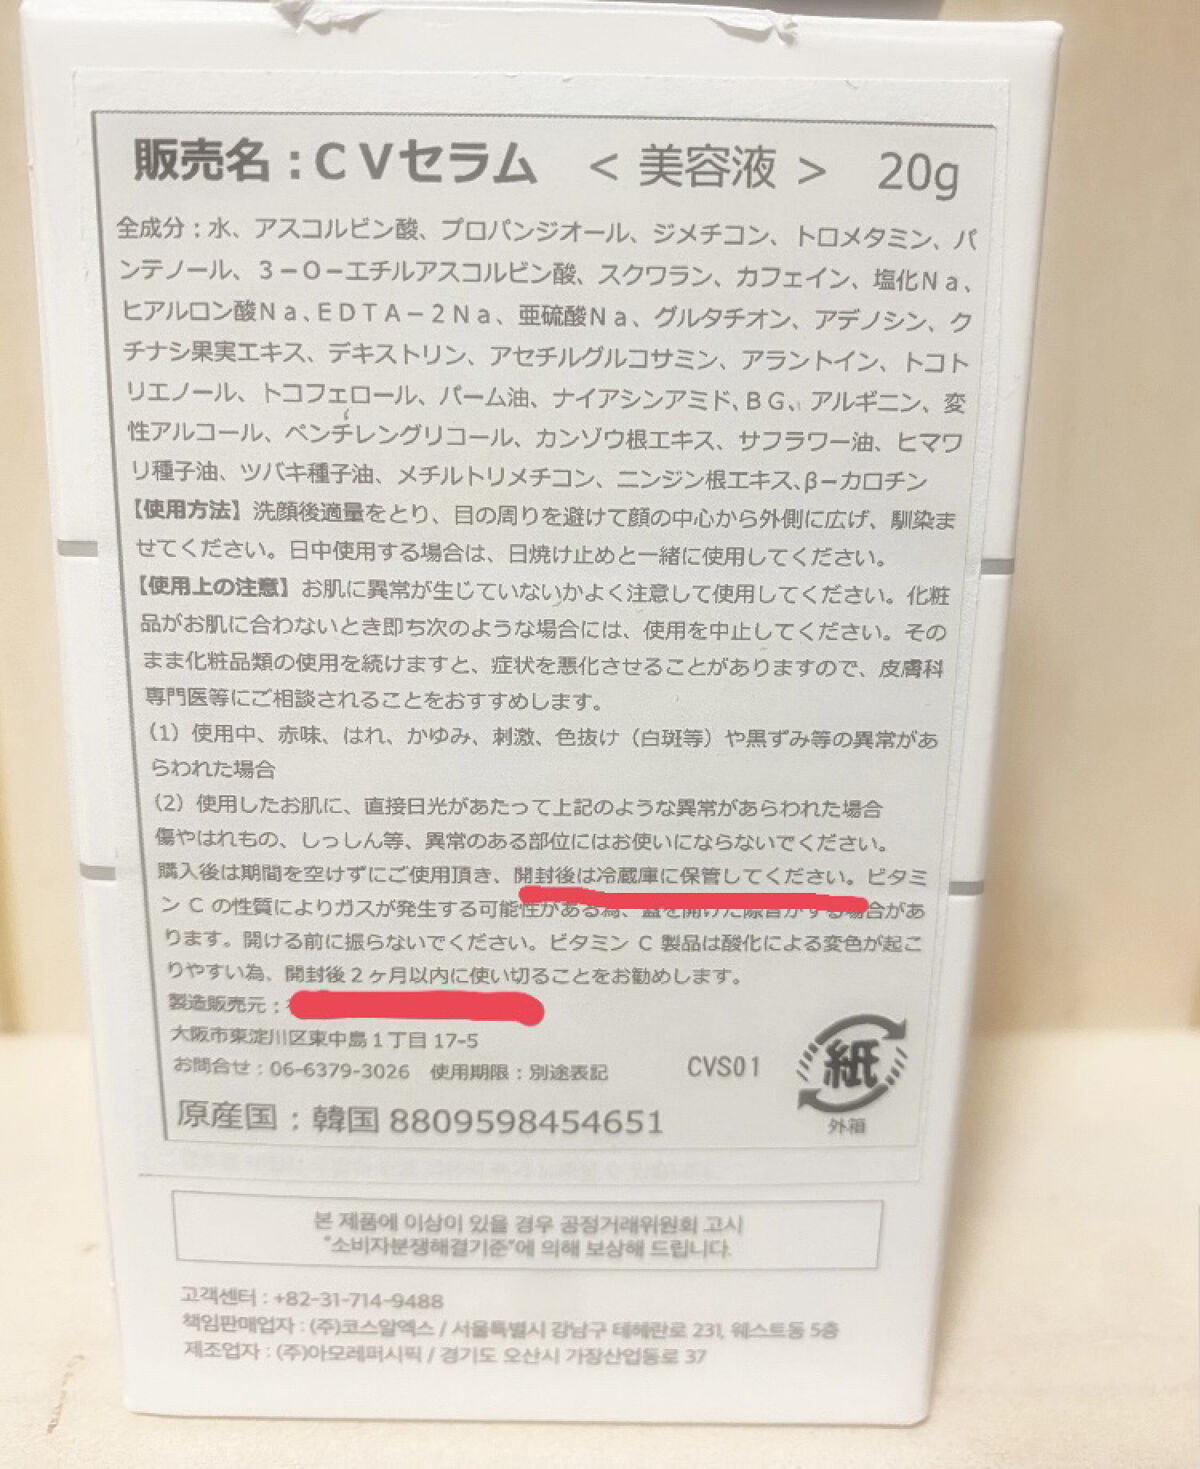 販売名：ＣＶセラム ＜美容液＞ 20g
全成分：水、アスコルビン酸、プロパンジオール、ジメチコン、トロメタミン、パ
ンテノール、３－Ｏ－エチルアスコルビン酸、スクワラン、カフェイン、塩化Ｎａ、
ヒアルロン酸Ｎａ、ＥＤＴＡ－２Ｎａ、亜硫酸Ｎａ、グルタチオン、アデノシン、ク
チナシ果実エキス、デキストリン、アセチルグルコサミン、アラントイン、トコト
リエノール、トコフェロール、パーム油、ナイアシンアミド、ＢＧ、アルギニン、変
性アルコール、ペンチレングリコール、カンゾウ根エキス、サフラワー油、ヒマワ
リ種子油、ツバキ種子油、メチルトリメチコン、ニンジン根エキス、β－カロチン
【使用方法】洗顔後適量をとり、目の周りを避けて顔の中心から外側に広げ、馴染ま
せてください。日中使用する場合は、日焼け止めと一緒に使用してください。
【使用上の注意】お肌に異常が生じていないかよく注意して使用してください。化粧
品がお肌に合わないとき即ち次のような場合には、使用を中止してください。その
まま化粧品類の使用を続けますと、症状を悪化させることがありますので、皮膚科
専門医等にご相談されることをおすすめします。
（1）使用中、赤味、はれ、かゆみ、刺激、色抜け（白斑等）や黒ずみ等の異常があ
らわれた場合
（2）使用したお肌に、直接日光があたって上記のような異常があらわれた場合
傷やはれもの、しっしん等、異常のある部位にはお使いにならないでください。
購入後は期間を空けずにご使用頂き、開封後は冷蔵庫に保管してください。ビタミ
ン C の性質によりガスが発生する可能性がある為、蓋を開けた際音がする場合があ
ります。開ける前に振らないでください。ビタミン C 製品は酸化による変色が起こ
りやすい為、開封後 2 ヶ月以内に使い切ることをお勧めします。
製造販売元：
大阪市東淀川区東中島 1 丁目 17-5
お問合せ：06-6379-3026 使用期限：別途表記 CVS01
紙
外箱
原産国：韓国 8809598454651
본 제품에 이상이 있을 경우 공정거래위원회 고시
"소비자분쟁해결기준"에 의해 보상해 드립니다.
고객센터 : +82-31-714-9488
책임판매업자 : (주)코스알엑스 / 서울특별시 강남구 테헤란로 231, 웨스트동 5층
제조업자 : (주)아모레퍼시픽 / 경기도 오산시 가장산업동로 37